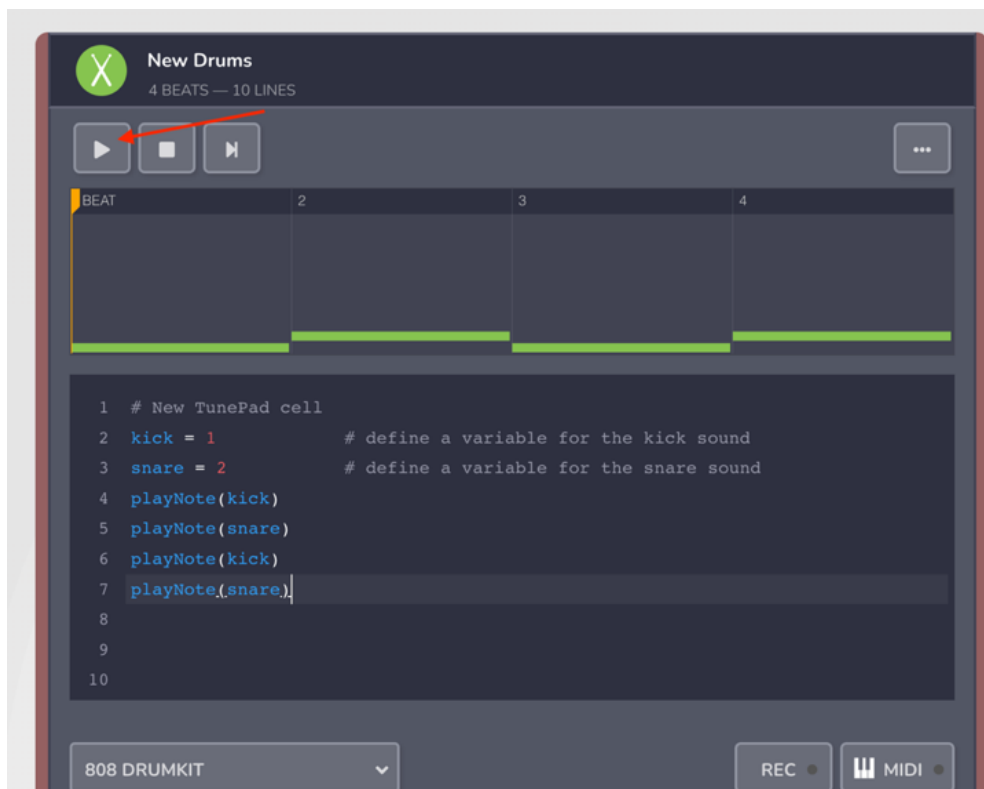 New Drums
4 BEATS — 10 LINES
BEAT 2 3 4
1 # New TunePad cell
2 kick = 1 # define a variable for the kick sound
3 snare = 2 # define a variable for the snare sound
4 playNote(kick)
5 playNote(snare)
6 playNote(kick)
7 playNote(snare)
8
9
10
808 DRUMKIT REC MIDI